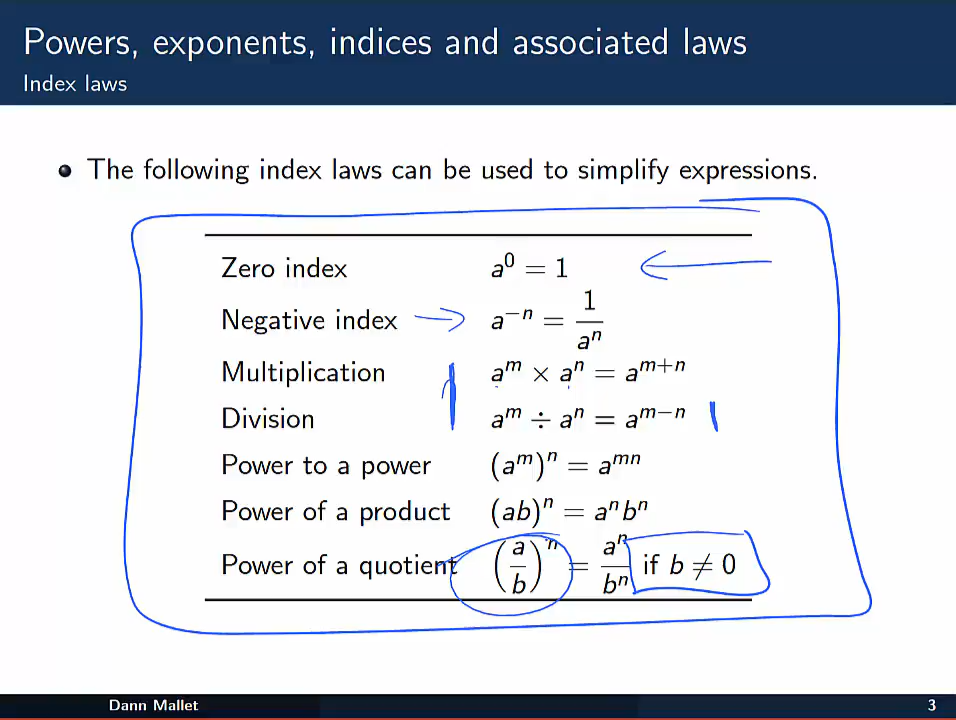 Powers, exponents, indices and associated laws
Index laws
The following index laws can be used to simplify expressions.
Zero index a⁰ = 1
Negative index a⁻ⁿ = 1/aⁿ
Multiplication aᵐ × aⁿ = aᵐ⁺ⁿ
Division aᵐ ÷ aⁿ = aᵐ⁻ⁿ
Power to a power (aᵐ)ⁿ = aᵐⁿ
Power of a product (ab)ⁿ = aⁿbⁿ
Power of a quotient (a/b)ⁿ = aⁿ/bⁿ if b ≠ 0
Dann Mallet 3